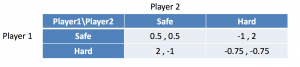 Player 2
Player1\Player2 Safe Hard
Player 1 Safe 0.5 , 0.5 -1 , 2
Hard 2 , -1 -0.75 , -0.75